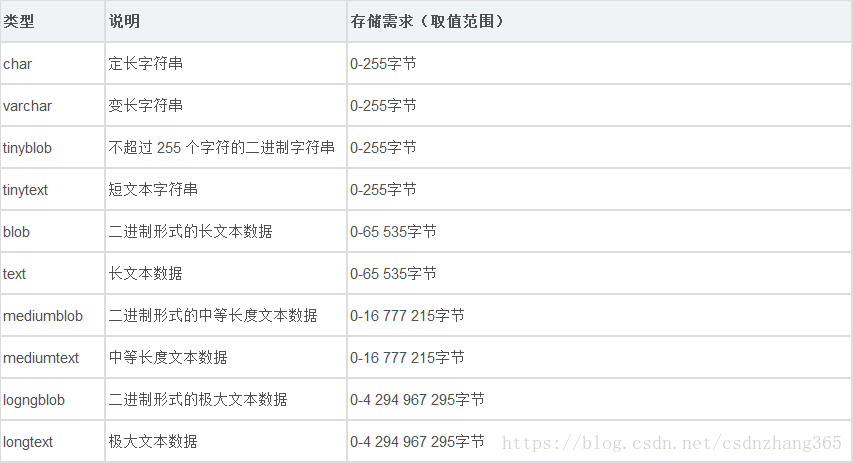 类型 说明 存储需求（取值范围）
char 定长字符串 0-255字节
varchar 变长字符串 0-255字节
tinyblob 不超过 255 个字符的二进制字符串 0-255字节
tinytext 短文本字符串 0-255字节
blob 二进制形式的长文本数据 0-65 535字节
text 长文本数据 0-65 535字节
mediumblob 二进制形式的中等长度文本数据 0-16 777 215字节
mediumtext 中等长度文本数据 0-16 777 215字节
logngblob 二进制形式的极大文本数据 0-4 294 967 295字节
longtext 极大文本数据 0-4 294 967 295字节
https://blog.csdn.net/csdnzhang365